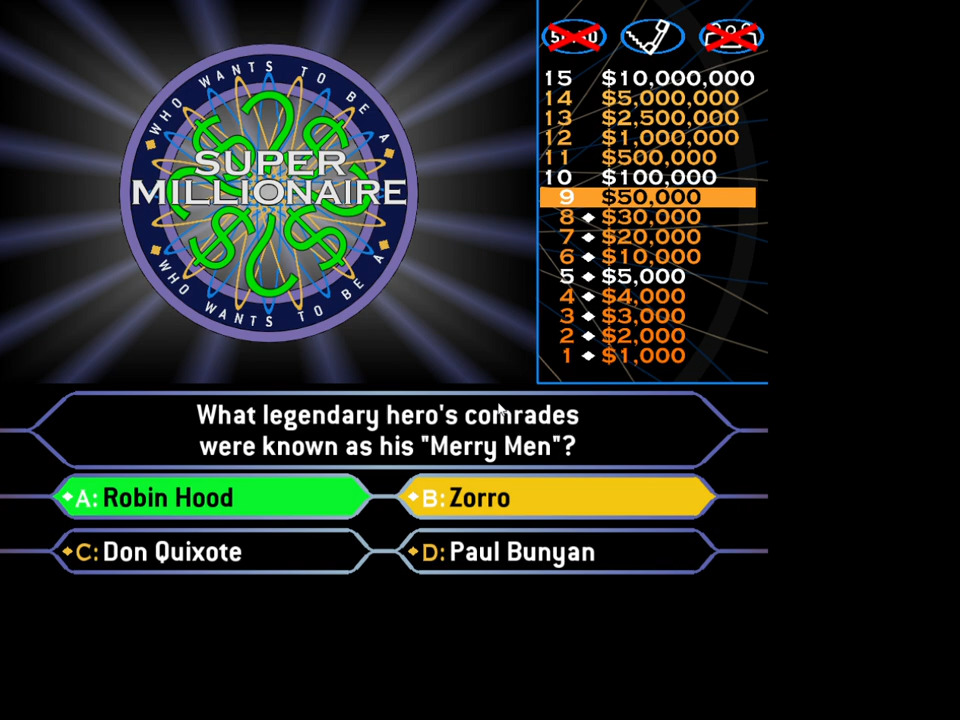 WHO WANTS TO BE A
SUPER
MILLIONAIRE
WHO WANTS TO BE A
50:50
15 $10,000,000
14 $5,000,000
13 $2,500,000
12 $1,000,000
11 $500,000
10 $100,000
9 $50,000
8 $30,000
7 $20,000
6 $10,000
5 $5,000
4 $4,000
3 $3,000
2 $2,000
1 $1,000
What legendary hero's comrades
were known as his "Merry Men"?
A: Robin Hood
B: Zorro
C: Don Quixote
D: Paul Bunyan